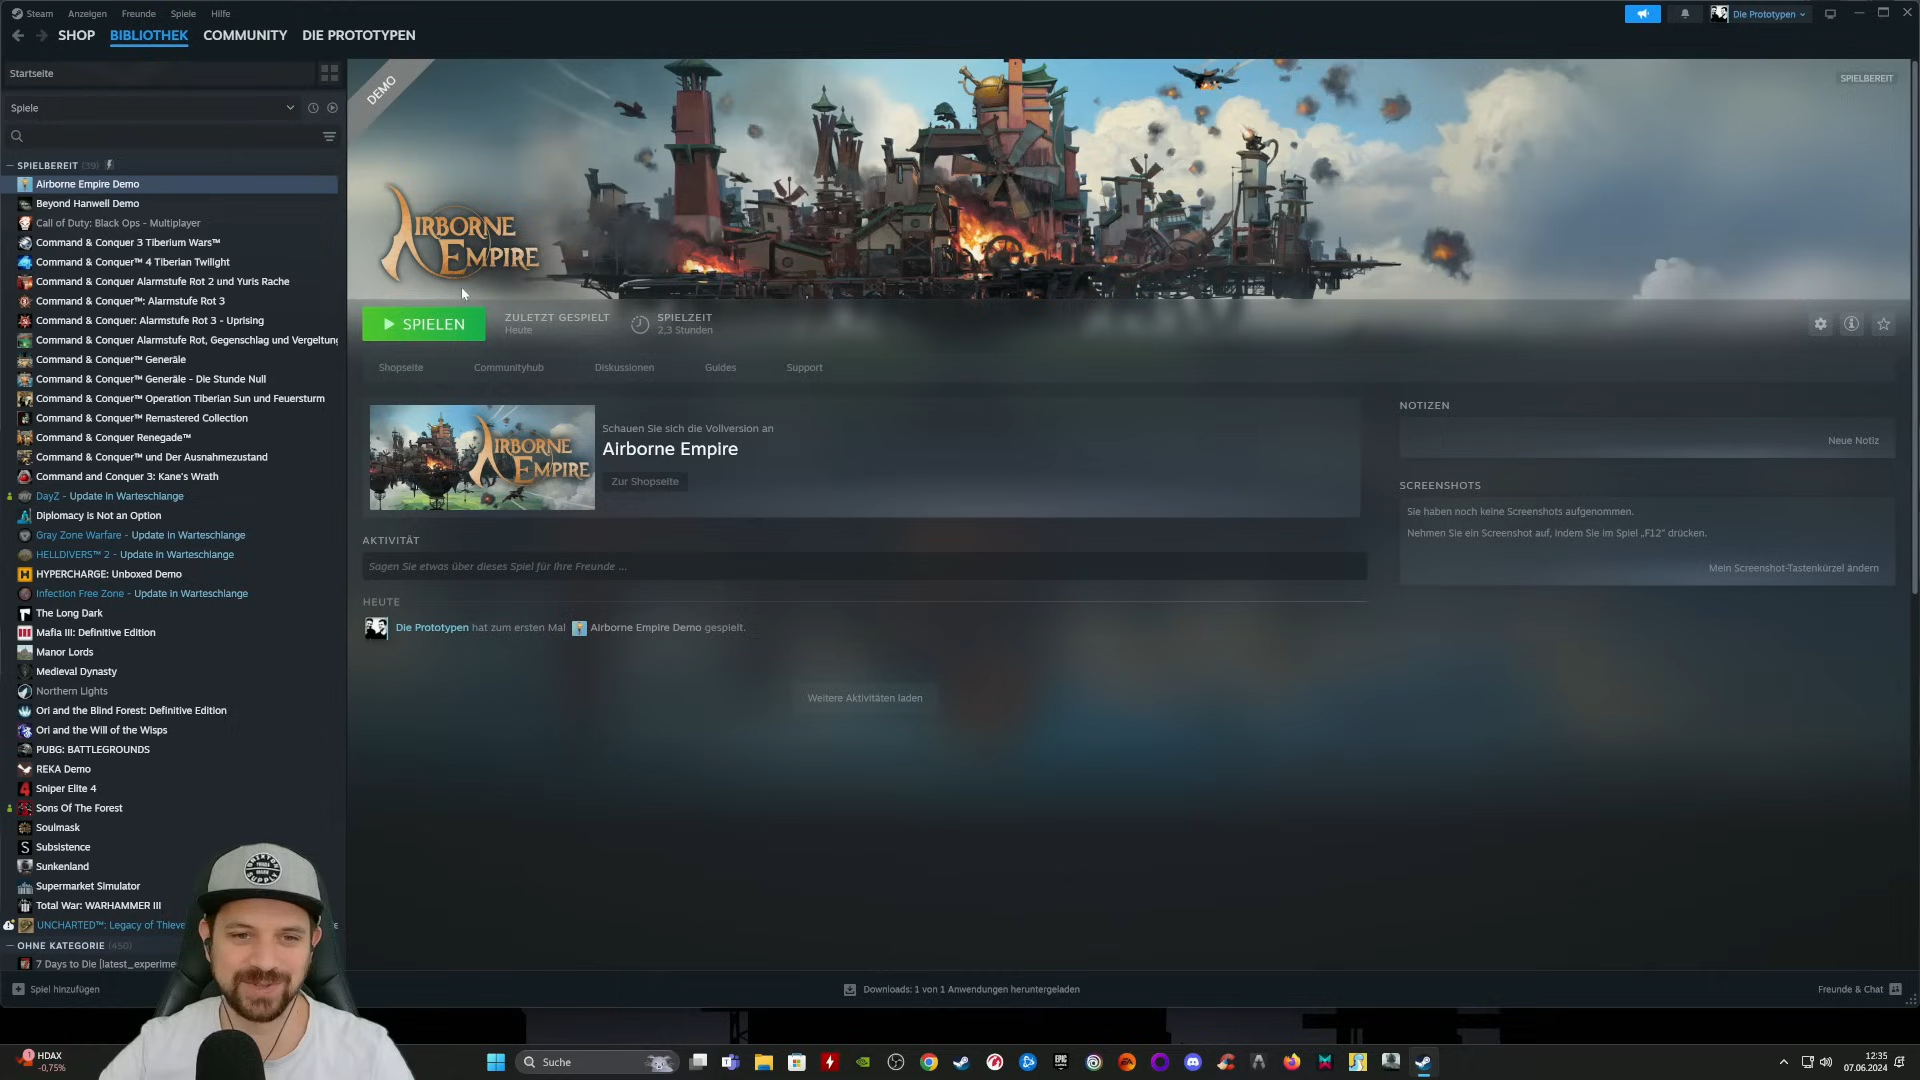 Steam Anzeigen Freunde Spiele Hilfe
Die Prototypen
SHOP BIBLIOTHEK COMMUNITY DIE PROTOTYPEN
Startseite
Spiele
SPIELBEREIT (39)
Airborne Empire Demo
Beyond Hanwell Demo
Call of Duty: Black Ops - Multiplayer
Command & Conquer 3 Tiberium Wars™
Command & Conquer™ 4 Tiberian Twilight
Command & Conquer Alarmstufe Rot 2 und Yuris Rache
Command & Conquer™: Alarmstufe Rot 3
Command & Conquer: Alarmstufe Rot 3 - Uprising
Command & Conquer Alarmstufe Rot, Gegenschlag und Vergeltung
Command & Conquer™ Generäle
Command & Conquer™ Generäle - Die Stunde Null
Command & Conquer™ Operation Tiberian Sun und Feuersturm
Command & Conquer™ Remastered Collection
Command & Conquer Renegade™
Command & Conquer™ und Der Ausnahmezustand
Command and Conquer 3: Kane's Wrath
DayZ - Update in Warteschlange
Diplomacy is Not an Option
Gray Zone Warfare - Update in Warteschlange
HELLDIVERS™ 2 - Update in Warteschlange
HYPERCHARGE: Unboxed Demo
Infection Free Zone - Update in Warteschlange
The Long Dark
Mafia III: Definitive Edition
Manor Lords
Medieval Dynasty
Northern Lights
Ori and the Blind Forest: Definitive Edition
Ori and the Will of the Wisps
PUBG: BATTLEGROUNDS
REKA Demo
Sniper Elite 4
Sons Of The Forest
Soulmask
Subsistence
Sunkenland
Supermarket Simulator
Total War: WARHAMMER III
UNCHARTED™: Legacy of Thieve
OHNE KATEGORIE (450)
7 Days to Die [latest_experime
Spiel hinzufügen
DEMO
SPIELBEREIT
AIRBORNE
EMPIRE
SPIELEN
ZULETZT GESPIELT
Heute
SPIELZEIT
2,3 Stunden
Shopseite Communityhub Diskussionen Guides Support
AIRBORNE
EMPIRE
Schauen Sie sich die Vollversion an
Airborne Empire
Zur Shopseite
AKTIVITÄT
Sagen Sie etwas über dieses Spiel für Ihre Freunde ...
HEUTE
Die Prototypen hat zum ersten Mal Airborne Empire Demo gespielt.
Weitere Aktivitäten laden
NOTIZEN
Neue Notiz
SCREENSHOTS
Sie haben noch keine Screenshots aufgenommen.
Nehmen Sie ein Screenshot auf, indem Sie im Spiel „F12“ drücken.
Mein Screenshot-Tastenkürzel ändern
Downloads: 1 von 1 Anwendungen heruntergeladen
Freunde & Chat
1
HDAX
-0,75%
Suche
12:35
07.06.2024